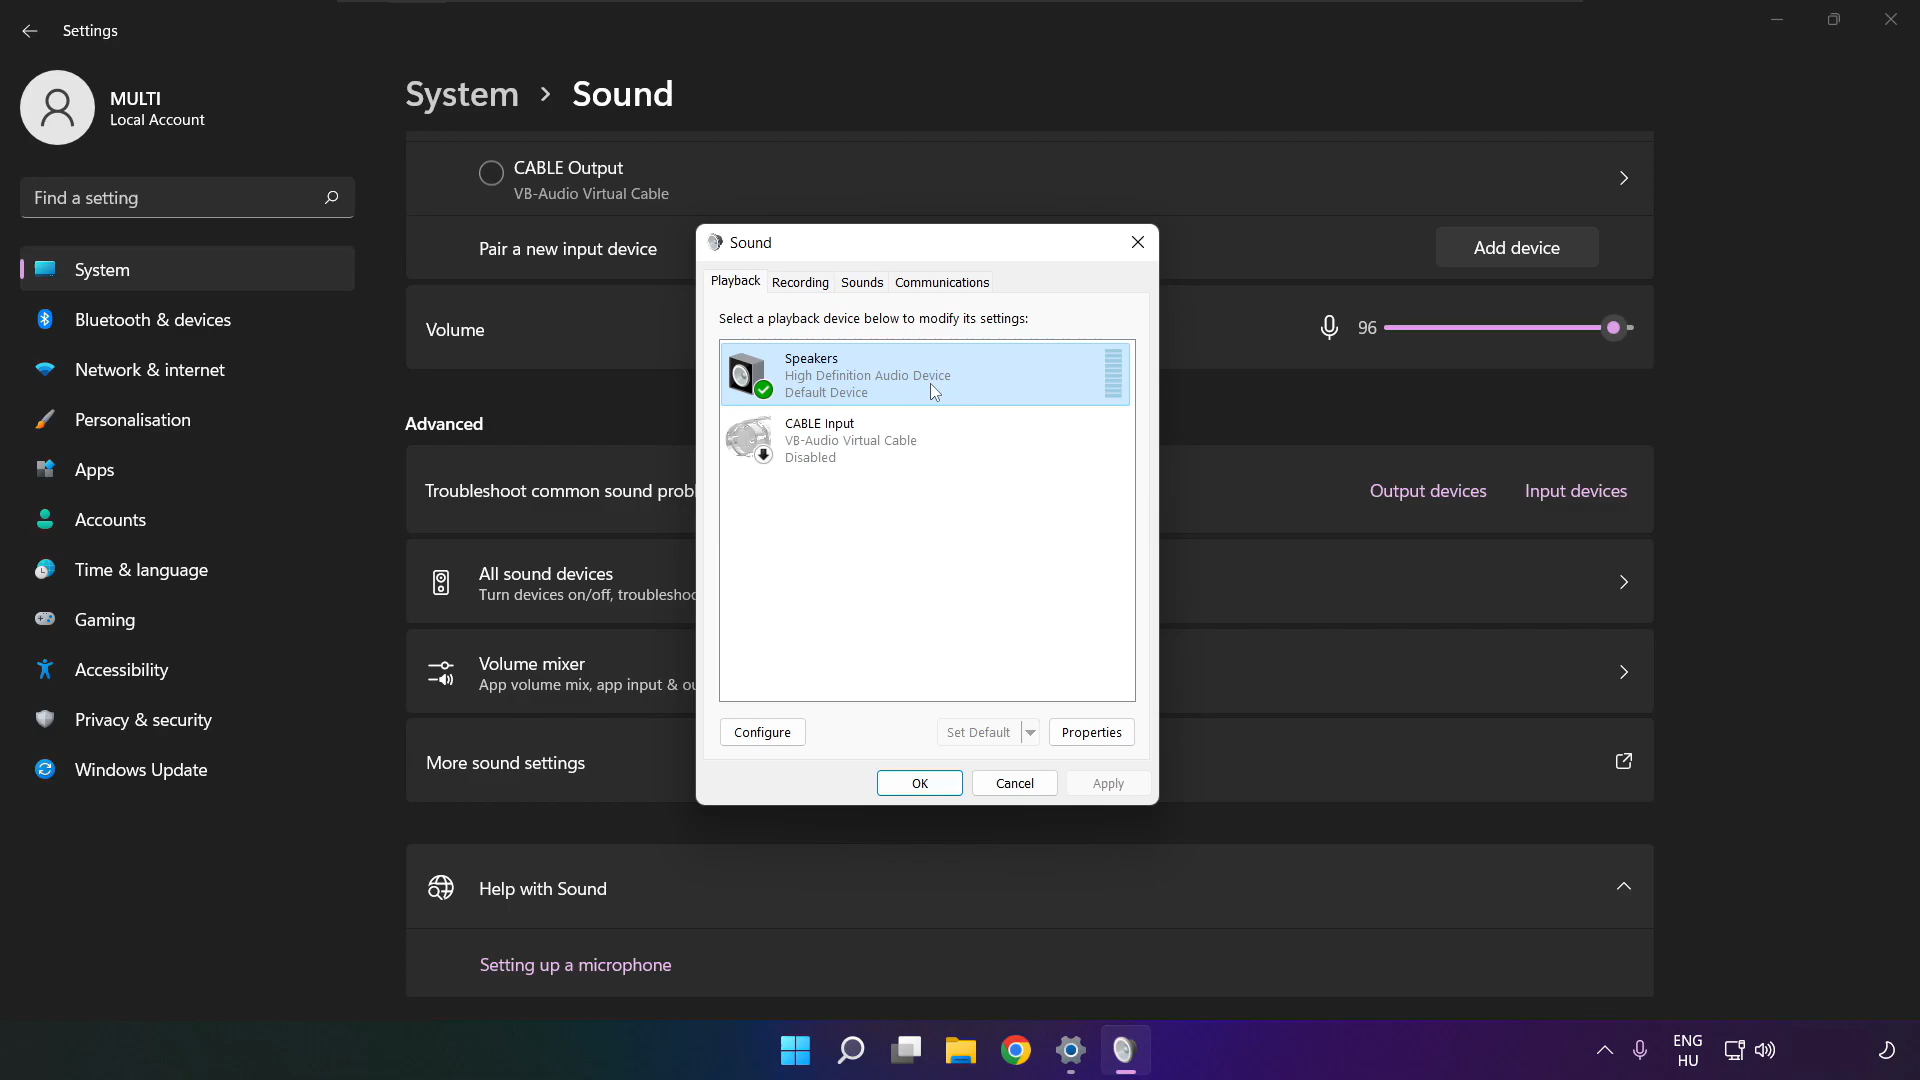 Settings
MULTI
Local Account
Find a setting
System
Bluetooth & devices
Network & internet
Personalisation
Apps
Accounts
Time & language
Gaming
Accessibility
Privacy & security
Windows Update
System › Sound
CABLE Output
VB-Audio Virtual Cable
Pair a new input device
Add device
Volume
96
Advanced
Troubleshoot common sound probl
Output devices
Input devices
All sound devices
Turn devices on/off, troubleshoo
Volume mixer
App volume mix, app input & ou
More sound settings
Help with Sound
Setting up a microphone
Sound
Playback
Recording
Sounds
Communications
Select a playback device below to modify its settings:
Speakers
High Definition Audio Device
Default Device
CABLE Input
VB-Audio Virtual Cable
Disabled
Configure
Set Default
Properties
OK
Cancel
Apply
ENG
HU